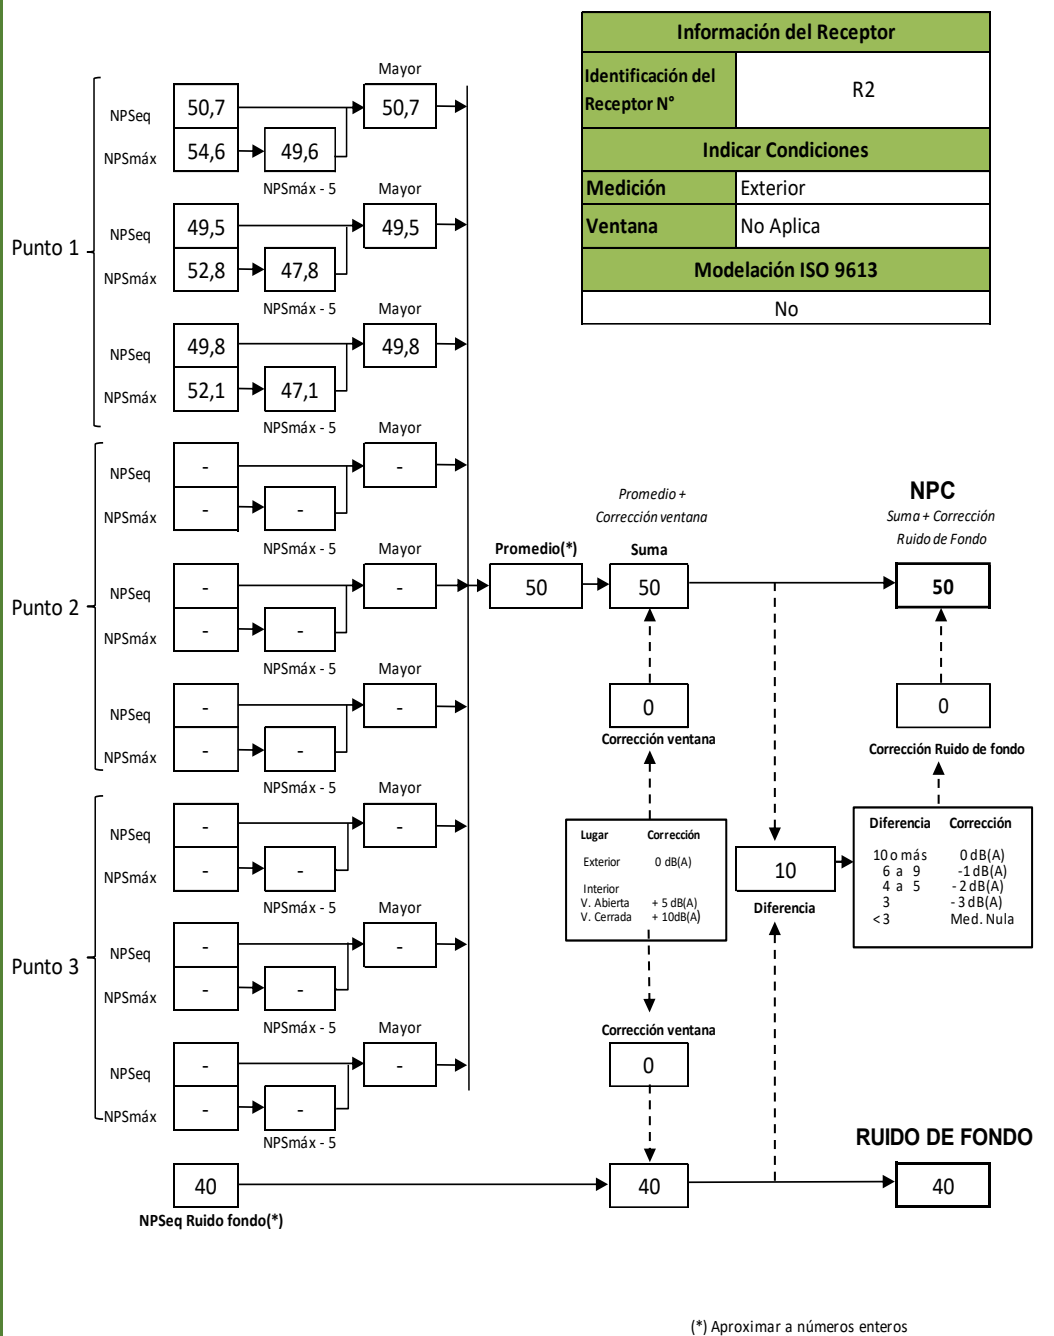 Información del Receptor
Identificación del
Receptor N°
R2
Indicar Condiciones
Medición Exterior
Ventana No Aplica
Modelación ISO 9613
No
Punto 1
Mayor
NPSeq 50,7 50,7
NPSmáx 54,6 49,6
NPSmáx - 5
Mayor
NPSeq 49,5 49,5
NPSmáx 52,8 47,8
NPSmáx - 5
Mayor
NPSeq 49,8 49,8
NPSmáx 52,1 47,1
NPSmáx - 5
Punto 2
Mayor
NPSeq - -
NPSmáx - -
NPSmáx - 5
Mayor
NPSeq - -
NPSmáx - -
NPSmáx - 5
Mayor
NPSeq - -
NPSmáx - -
NPSmáx - 5
Punto 3
Mayor
NPSeq - -
NPSmáx - -
NPSmáx - 5
Mayor
NPSeq - -
NPSmáx - -
NPSmáx - 5
Mayor
NPSeq - -
NPSmáx - -
NPSmáx - 5
Promedio(*)
50
Promedio +
Corrección ventana
Suma
50
0
Corrección ventana
NPC
Suma + Corrección
Ruido de Fondo
50
0
Corrección Ruido de fondo
Lugar Corrección
Exterior 0 dB(A)
Interior
V. Abierta + 5 dB(A)
V. Cerrada + 10dB(A)
10
Diferencia
Diferencia Corrección
10 o más 0 dB(A)
6 a 9 -1 dB(A)
4 a 5 - 2 dB(A)
3 - 3 dB(A)
< 3 Med. Nula
Corrección ventana
0
RUIDO DE FONDO
40 40 40
NPSeq Ruido fondo(*)
(*) Aproximar a números enteros